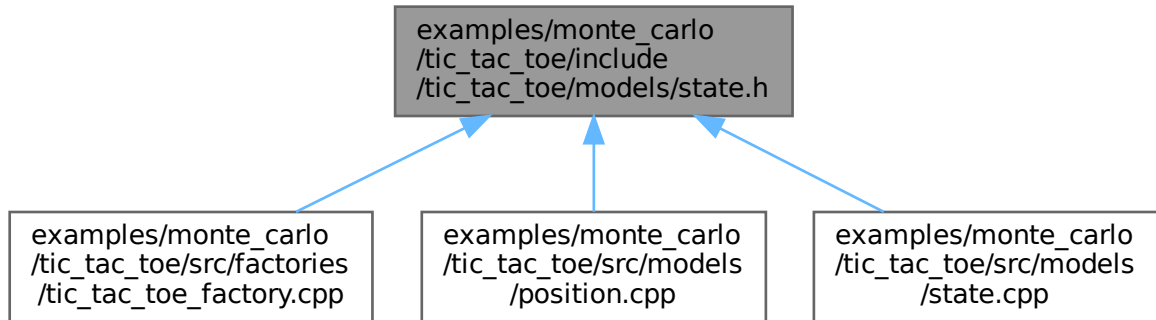 examples/monte_carlo
/tic_tac_toe/include
/tic_tac_toe/models/state.h
examples/monte_carlo
/tic_tac_toe/src/factories
/tic_tac_toe_factory.cpp
examples/monte_carlo
/tic_tac_toe/src/models
/position.cpp
examples/monte_carlo
/tic_tac_toe/src/models
/state.cpp